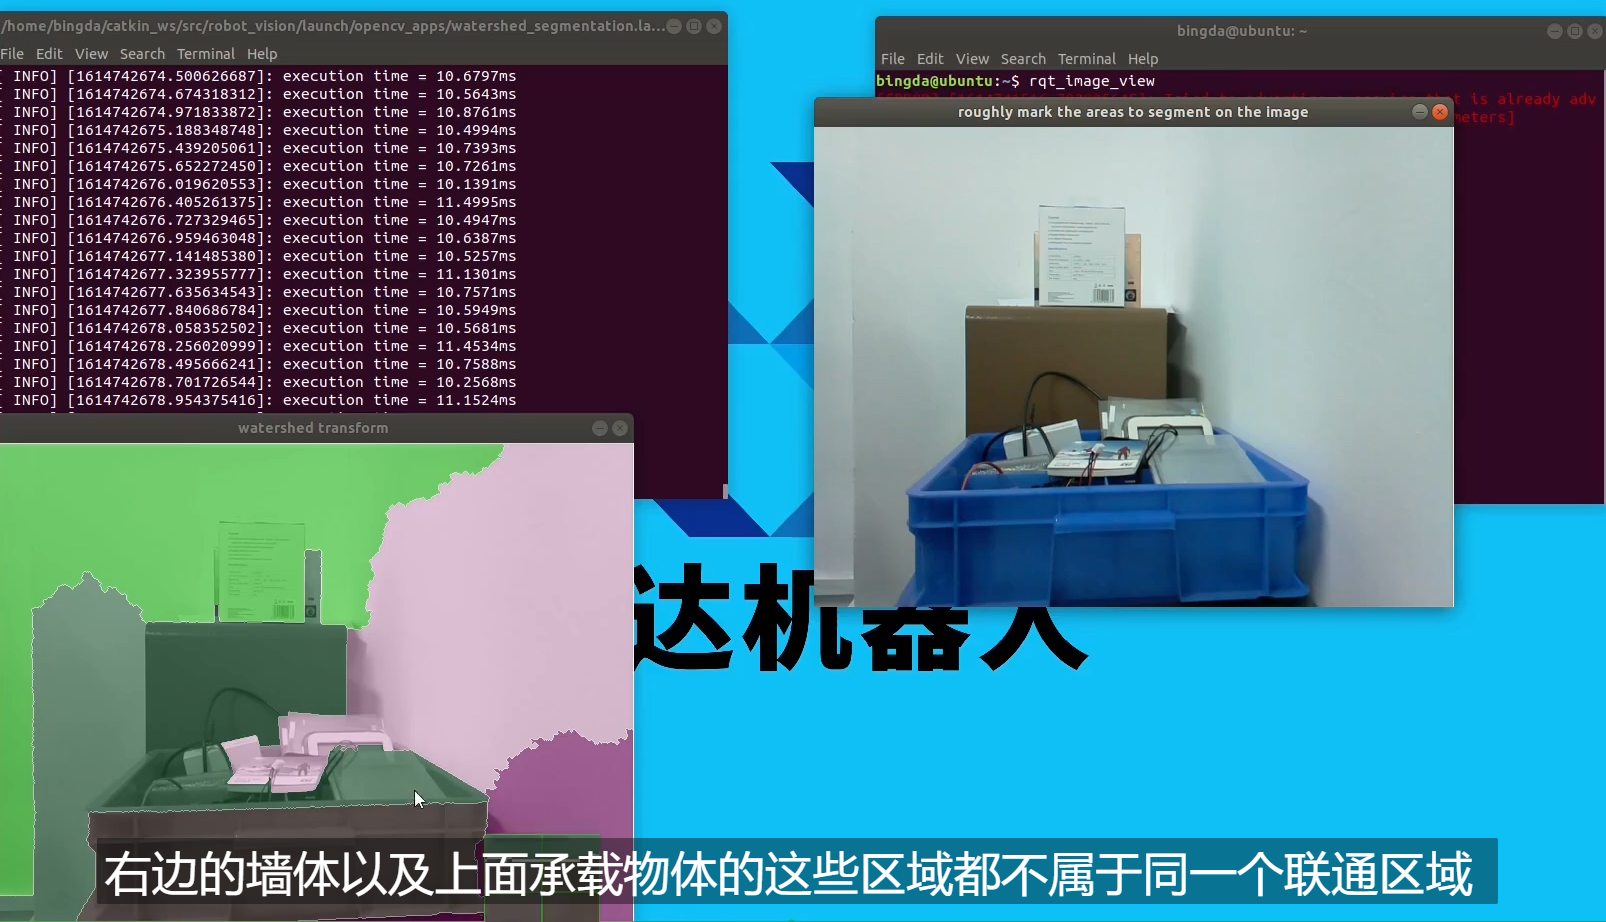 /home/bingda/catkin_ws/src/robot_vision/launch/opencv_apps/watershed_segmentation.la...
File Edit View Search Terminal Help
[ INFO] [1614742674.500626687]: execution time = 10.6797ms
[ INFO] [1614742674.674318312]: execution time = 10.5643ms
[ INFO] [1614742674.971833872]: execution time = 10.8761ms
[ INFO] [1614742675.188348748]: execution time = 10.4994ms
[ INFO] [1614742675.439205061]: execution time = 10.7393ms
[ INFO] [1614742675.652272450]: execution time = 10.7261ms
[ INFO] [1614742676.019620553]: execution time = 10.1391ms
[ INFO] [1614742676.405261375]: execution time = 11.4995ms
[ INFO] [1614742676.727329465]: execution time = 10.4947ms
[ INFO] [1614742676.959463048]: execution time = 10.6387ms
[ INFO] [1614742677.141485380]: execution time = 10.5257ms
[ INFO] [1614742677.323955777]: execution time = 11.1301ms
[ INFO] [1614742677.635634543]: execution time = 10.7571ms
[ INFO] [1614742677.840686784]: execution time = 10.5949ms
[ INFO] [1614742678.058352502]: execution time = 10.5681ms
[ INFO] [1614742678.256020999]: execution time = 11.4534ms
[ INFO] [1614742678.495666241]: execution time = 10.7588ms
[ INFO] [1614742678.701726544]: execution time = 10.2568ms
[ INFO] [1614742678.954375416]: execution time = 11.1524ms
bingda@ubuntu: ~
File Edit View Search Terminal Help
bingda@ubuntu:~$ rqt_image_view
t is already adv
meters]
roughly mark the areas to segment on the image
watershed transform
达机器人
右边的墙体以及上面承载物体的这些区域都不属于同一个联通区域